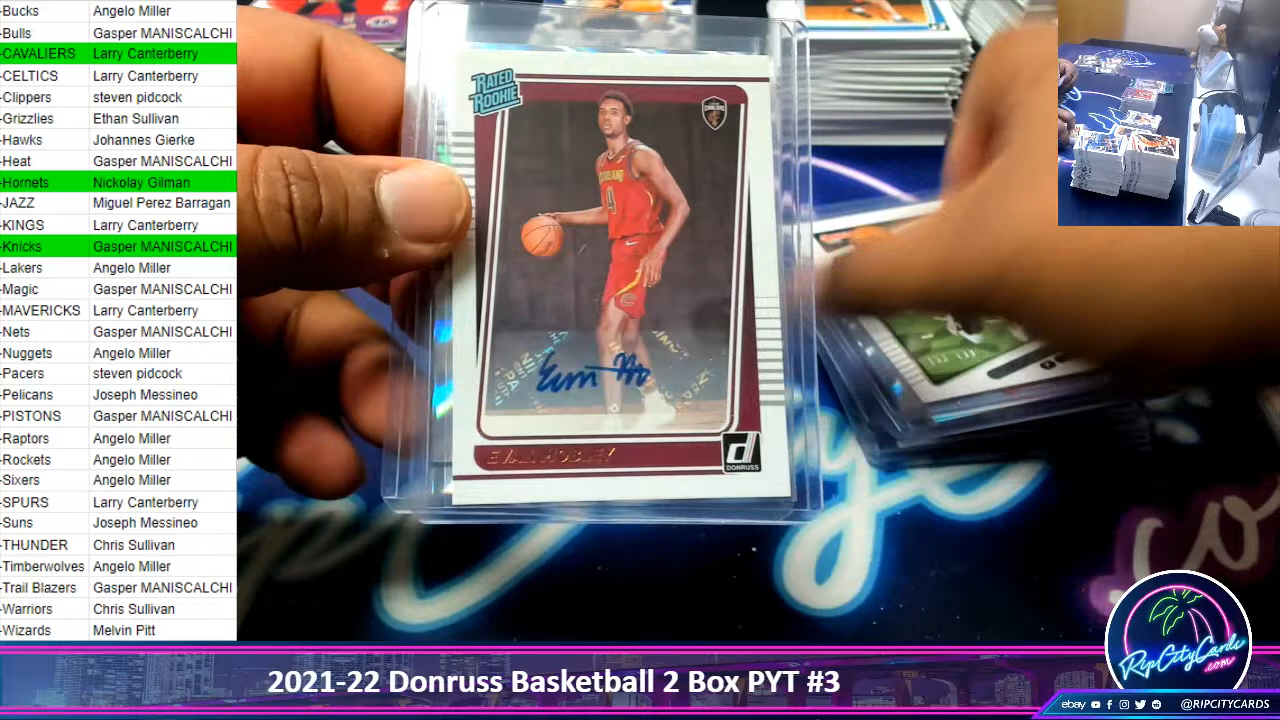 -Bucks Angelo Miller
-Bulls Gasper MANISCALCHI
-CAVALIERS Larry Canterberry
-CELTICS Larry Canterberry
-Clippers steven pidcock
-Grizzlies Ethan Sullivan
-Hawks Johannes Gierke
-Heat Gasper MANISCALCHI
-Hornets Nickolay Gilman
-JAZZ Miguel Perez Barragan
-KINGS Larry Canterberry
-Knicks Gasper MANISCALCHI
-Lakers Angelo Miller
-Magic Gasper MANISCALCHI
-MAVERICKS Larry Canterberry
-Nets Gasper MANISCALCHI
-Nuggets Angelo Miller
-Pacers steven pidcock
-Pelicans Joseph Messineo
-PISTONS Gasper MANISCALCHI
-Raptors Angelo Miller
-Rockets Angelo Miller
-Sixers Angelo Miller
-SPURS Larry Canterberry
-Suns Joseph Messineo
-THUNDER Chris Sullivan
-Timberwolves Angelo Miller
-Trail Blazers Gasper MANISCALCHI
-Warriors Chris Sullivan
-Wizards Melvin Pitt
RATED
ROOKIE
CAVALIERS
4
EVAN MOBLEY
DONRUSS
RipCityCards
.com
2021-22 Donruss Basketball 2 Box PYT #3
ebay @RIPCITYCARDS